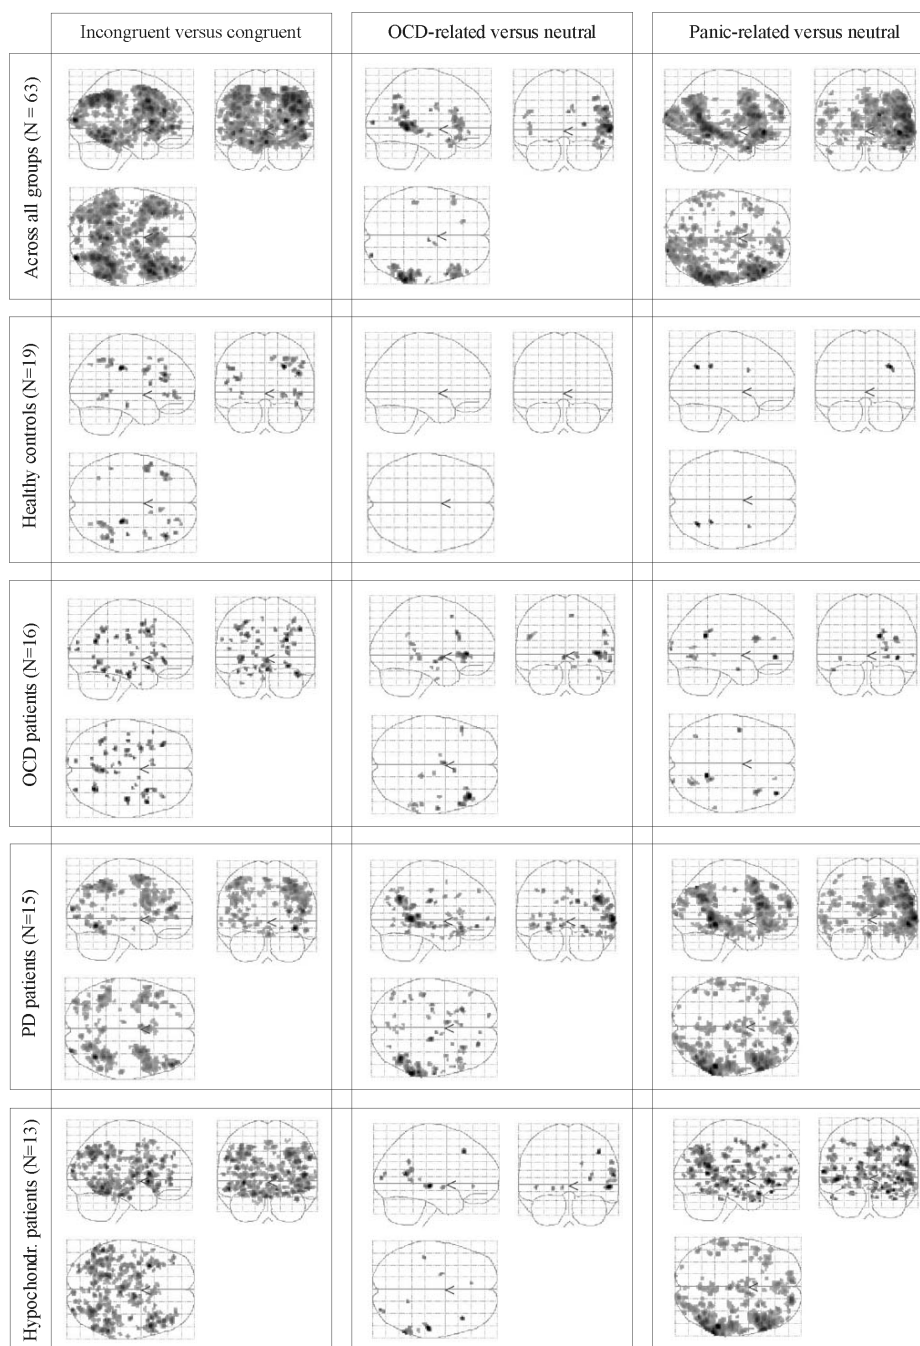 Incongruent versus congruent
OCD-related versus neutral
Panic-related versus neutral
Across all groups (N = 63)
Healthy controls (N=19)
OCD patients (N=16)
PD patients (N=15)
Hypochondr. patients (N=13)